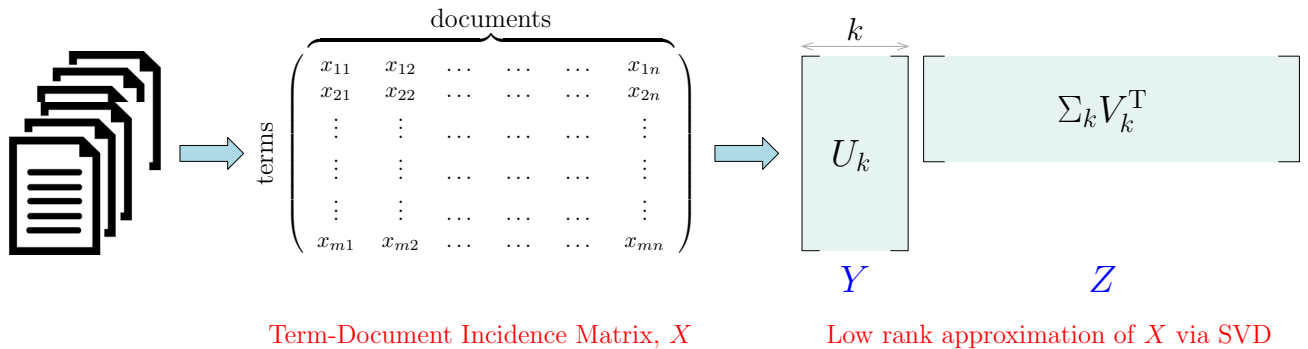 documents
terms
x₁₁ x₁₂ … … … x₁ₙ
x₂₁ x₂₂ … … … x₂ₙ
⋮ ⋮ … … … ⋮
⋮ ⋮ … … … ⋮
⋮ ⋮ … … … ⋮
xₘ₁ xₘ₂ … … … xₘₙ
Term-Document Incidence Matrix, X
k
Uₖ
ΣₖVₖᵀ
Y
Z
Low rank approximation of X via SVD